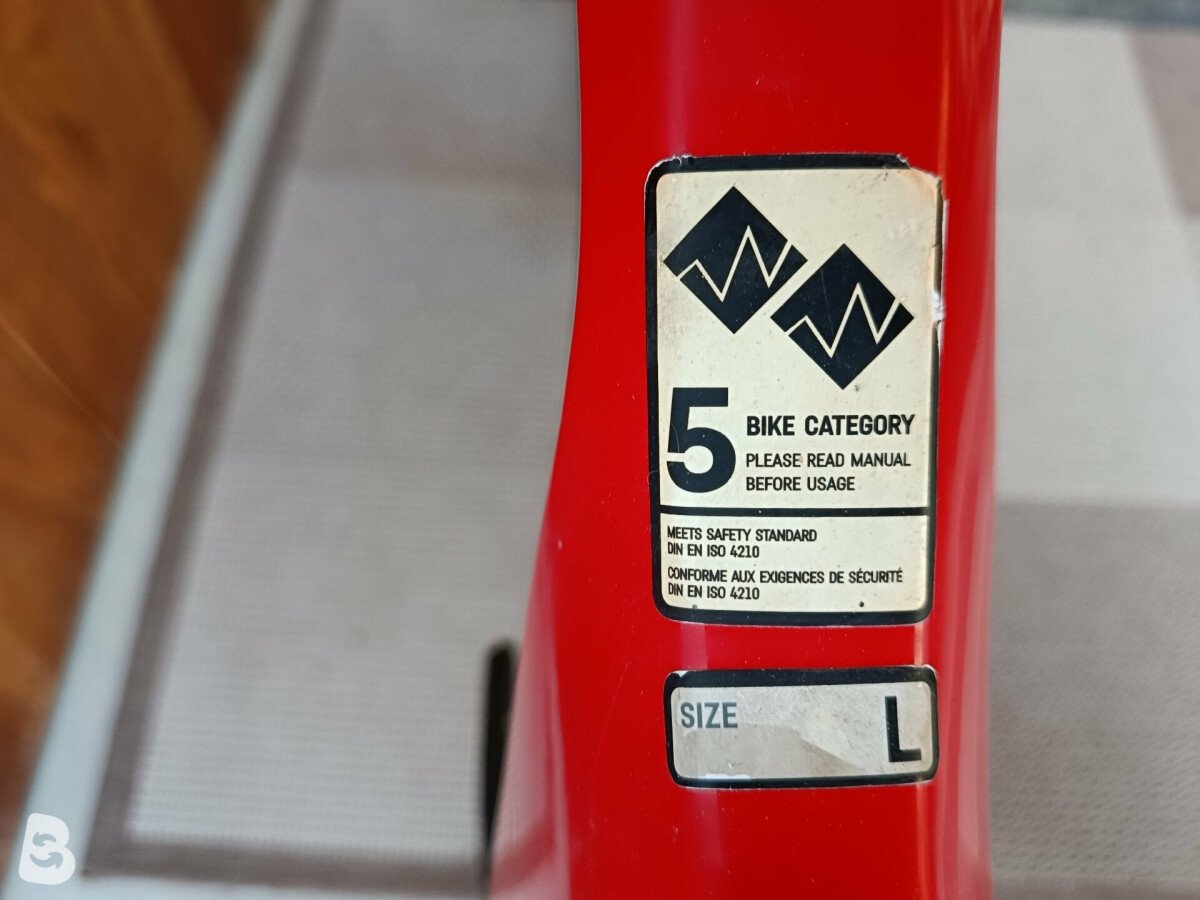 5
BIKE CATEGORY
PLEASE READ MANUAL
BEFORE USAGE
MEETS SAFETY STANDARD
DIN EN ISO 4210
CONFORME AUX EXIGENCES DE SÉCURITÉ
DIN EN ISO 4210
SIZE L
B